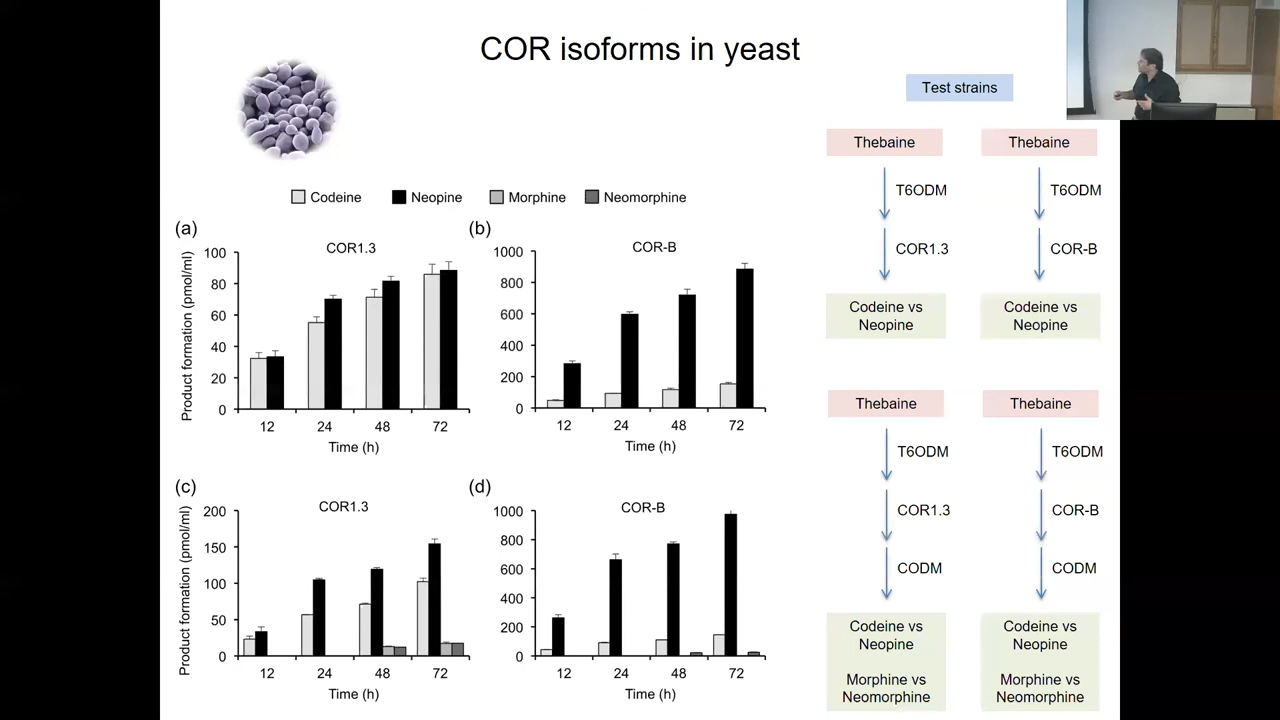 COR isoforms in yeast
Test strains
Codeine Neopine Morphine Neomorphine
(a)
COR1.3
Product formation (pmol/ml)
100
80
60
40
20
0
12 24 48 72
Time (h)
(b)
COR-B
1000
800
600
400
200
0
12 24 48 72
Time (h)
(c)
COR1.3
Product formation (pmol/ml)
200
150
100
50
0
12 24 48 72
Time (h)
(d)
COR-B
1000
800
600
400
200
0
12 24 48 72
Time (h)
Thebaine
T6ODM
COR1.3
Codeine vs
Neopine
Thebaine
T6ODM
COR-B
Codeine vs
Neopine
Thebaine
T6ODM
COR1.3
CODM
Codeine vs
Neopine
Morphine vs
Neomorphine
Thebaine
T6ODM
COR-B
CODM
Codeine vs
Neopine
Morphine vs
Neomorphine